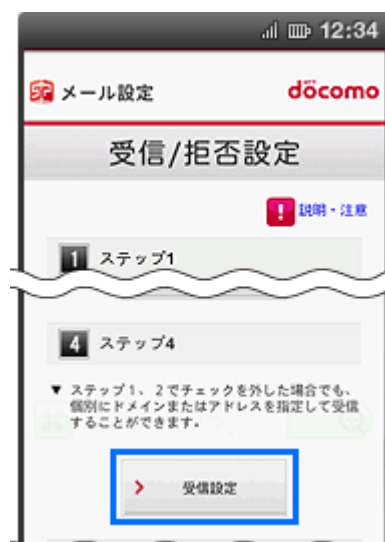 12:34
メール設定
döcomo
受信/拒否設定
! 説明・注意
1 ステップ1
4 ステップ4
▼ ステップ1、2でチェックを外した場合でも、
個別にドメインまたはアドレスを指定して受信
することができます。
受信設定